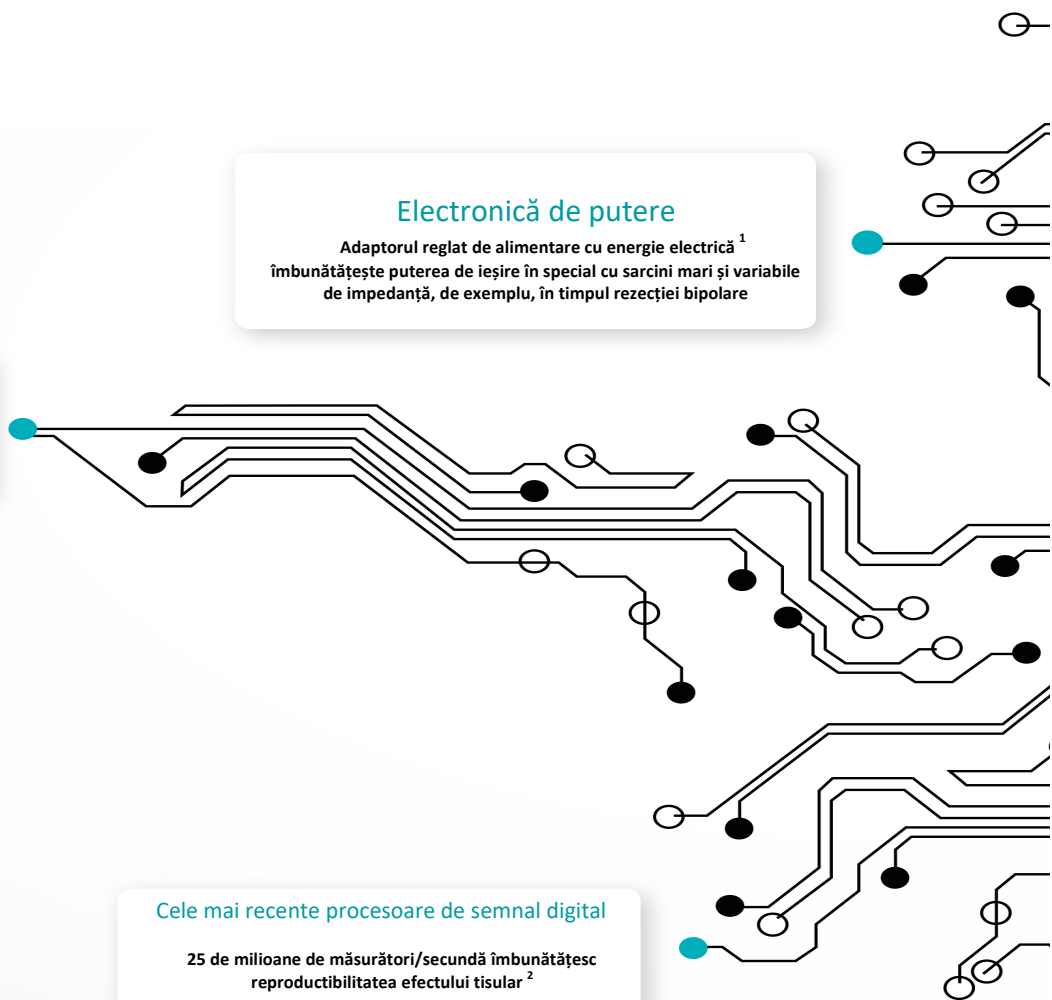 Electronică de putere
Adaptorul reglat de alimentare cu energie electrică 1
îmbunătățește puterea de ieșire în special cu sarcini mari și variabile
de impedanță, de exemplu, în timpul rezecției bipolare
Cele mai recente procesoare de semnal digital
25 de milioane de măsurători/secundă îmbunătățesc
reproductibilitatea efectului tisular 2